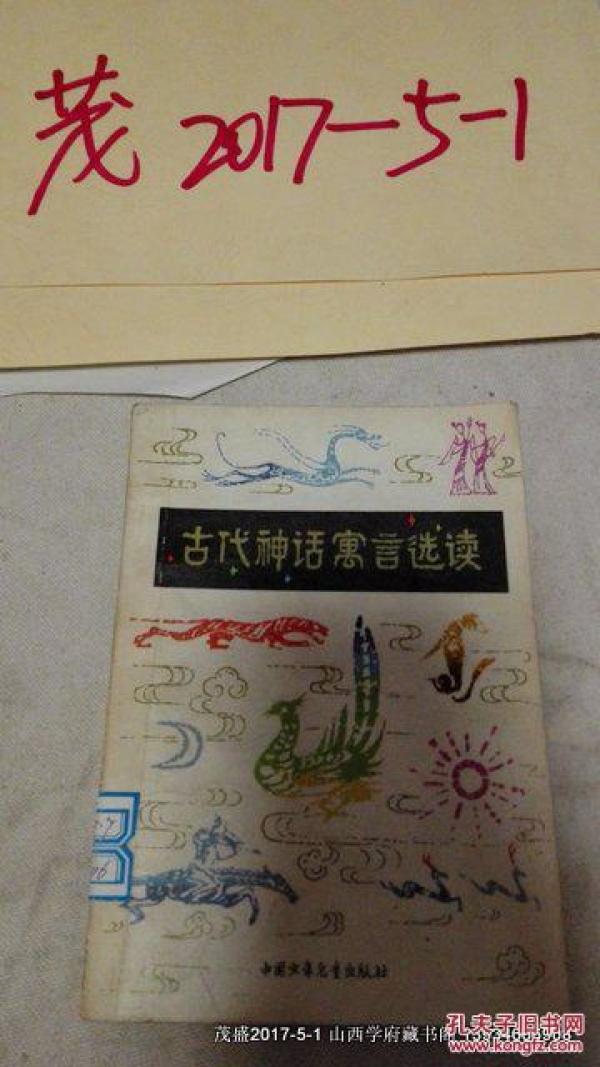 茂 2017-5-1
古代神话寓言选读
中国少年儿童出版社
茂盛2017-5-1 山西学府藏书阁
孔夫子旧书网
kongfz.com